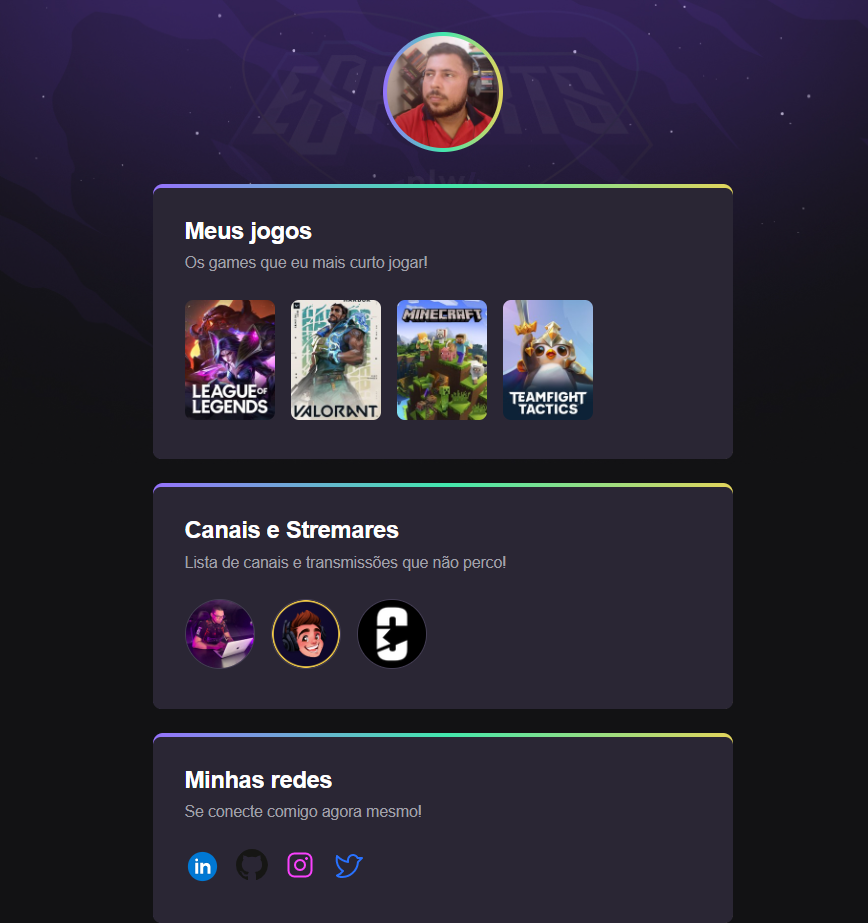 Meus jogos
Os games que eu mais curto jogar!
LEAGUE OF
LEGENDS
VALORANT
MINECRAFT
TEAMFIGHT
TACTICS
Canais e Stremares
Lista de canais e transmissões que não perco!
Minhas redes
Se conecte comigo agora mesmo!
in